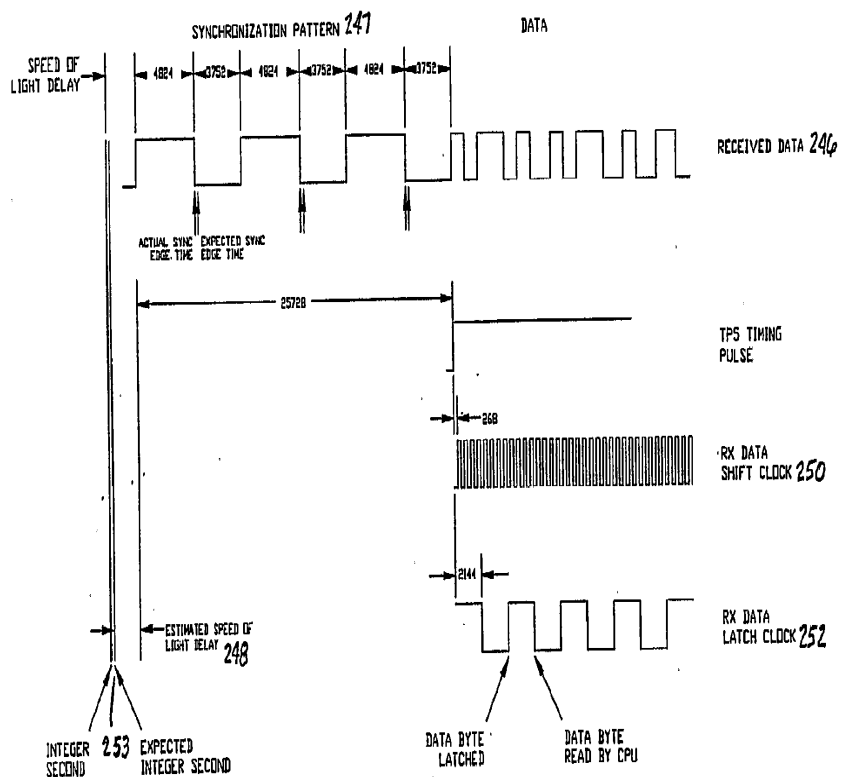 SYNCHRONIZATION PATTERN 247
DATA
SPEED OF
LIGHT DELAY
4824 3752 4824 3752 4824 3752
RECEIVED DATA 246
ACTUAL SYNC EXPECTED SYNC
EDGE TIME EDGE TIME
25728
TP5 TIMING
PULSE
268
RX DATA
SHIFT CLOCK 250
2144
ESTIMATED SPEED OF
LIGHT DELAY 248
RX DATA
LATCH CLOCK 252
INTEGER 253 EXPECTED
SECOND INTEGER SECOND
DATA BYTE
LATCHED
DATA BYTE
READ BY CPU